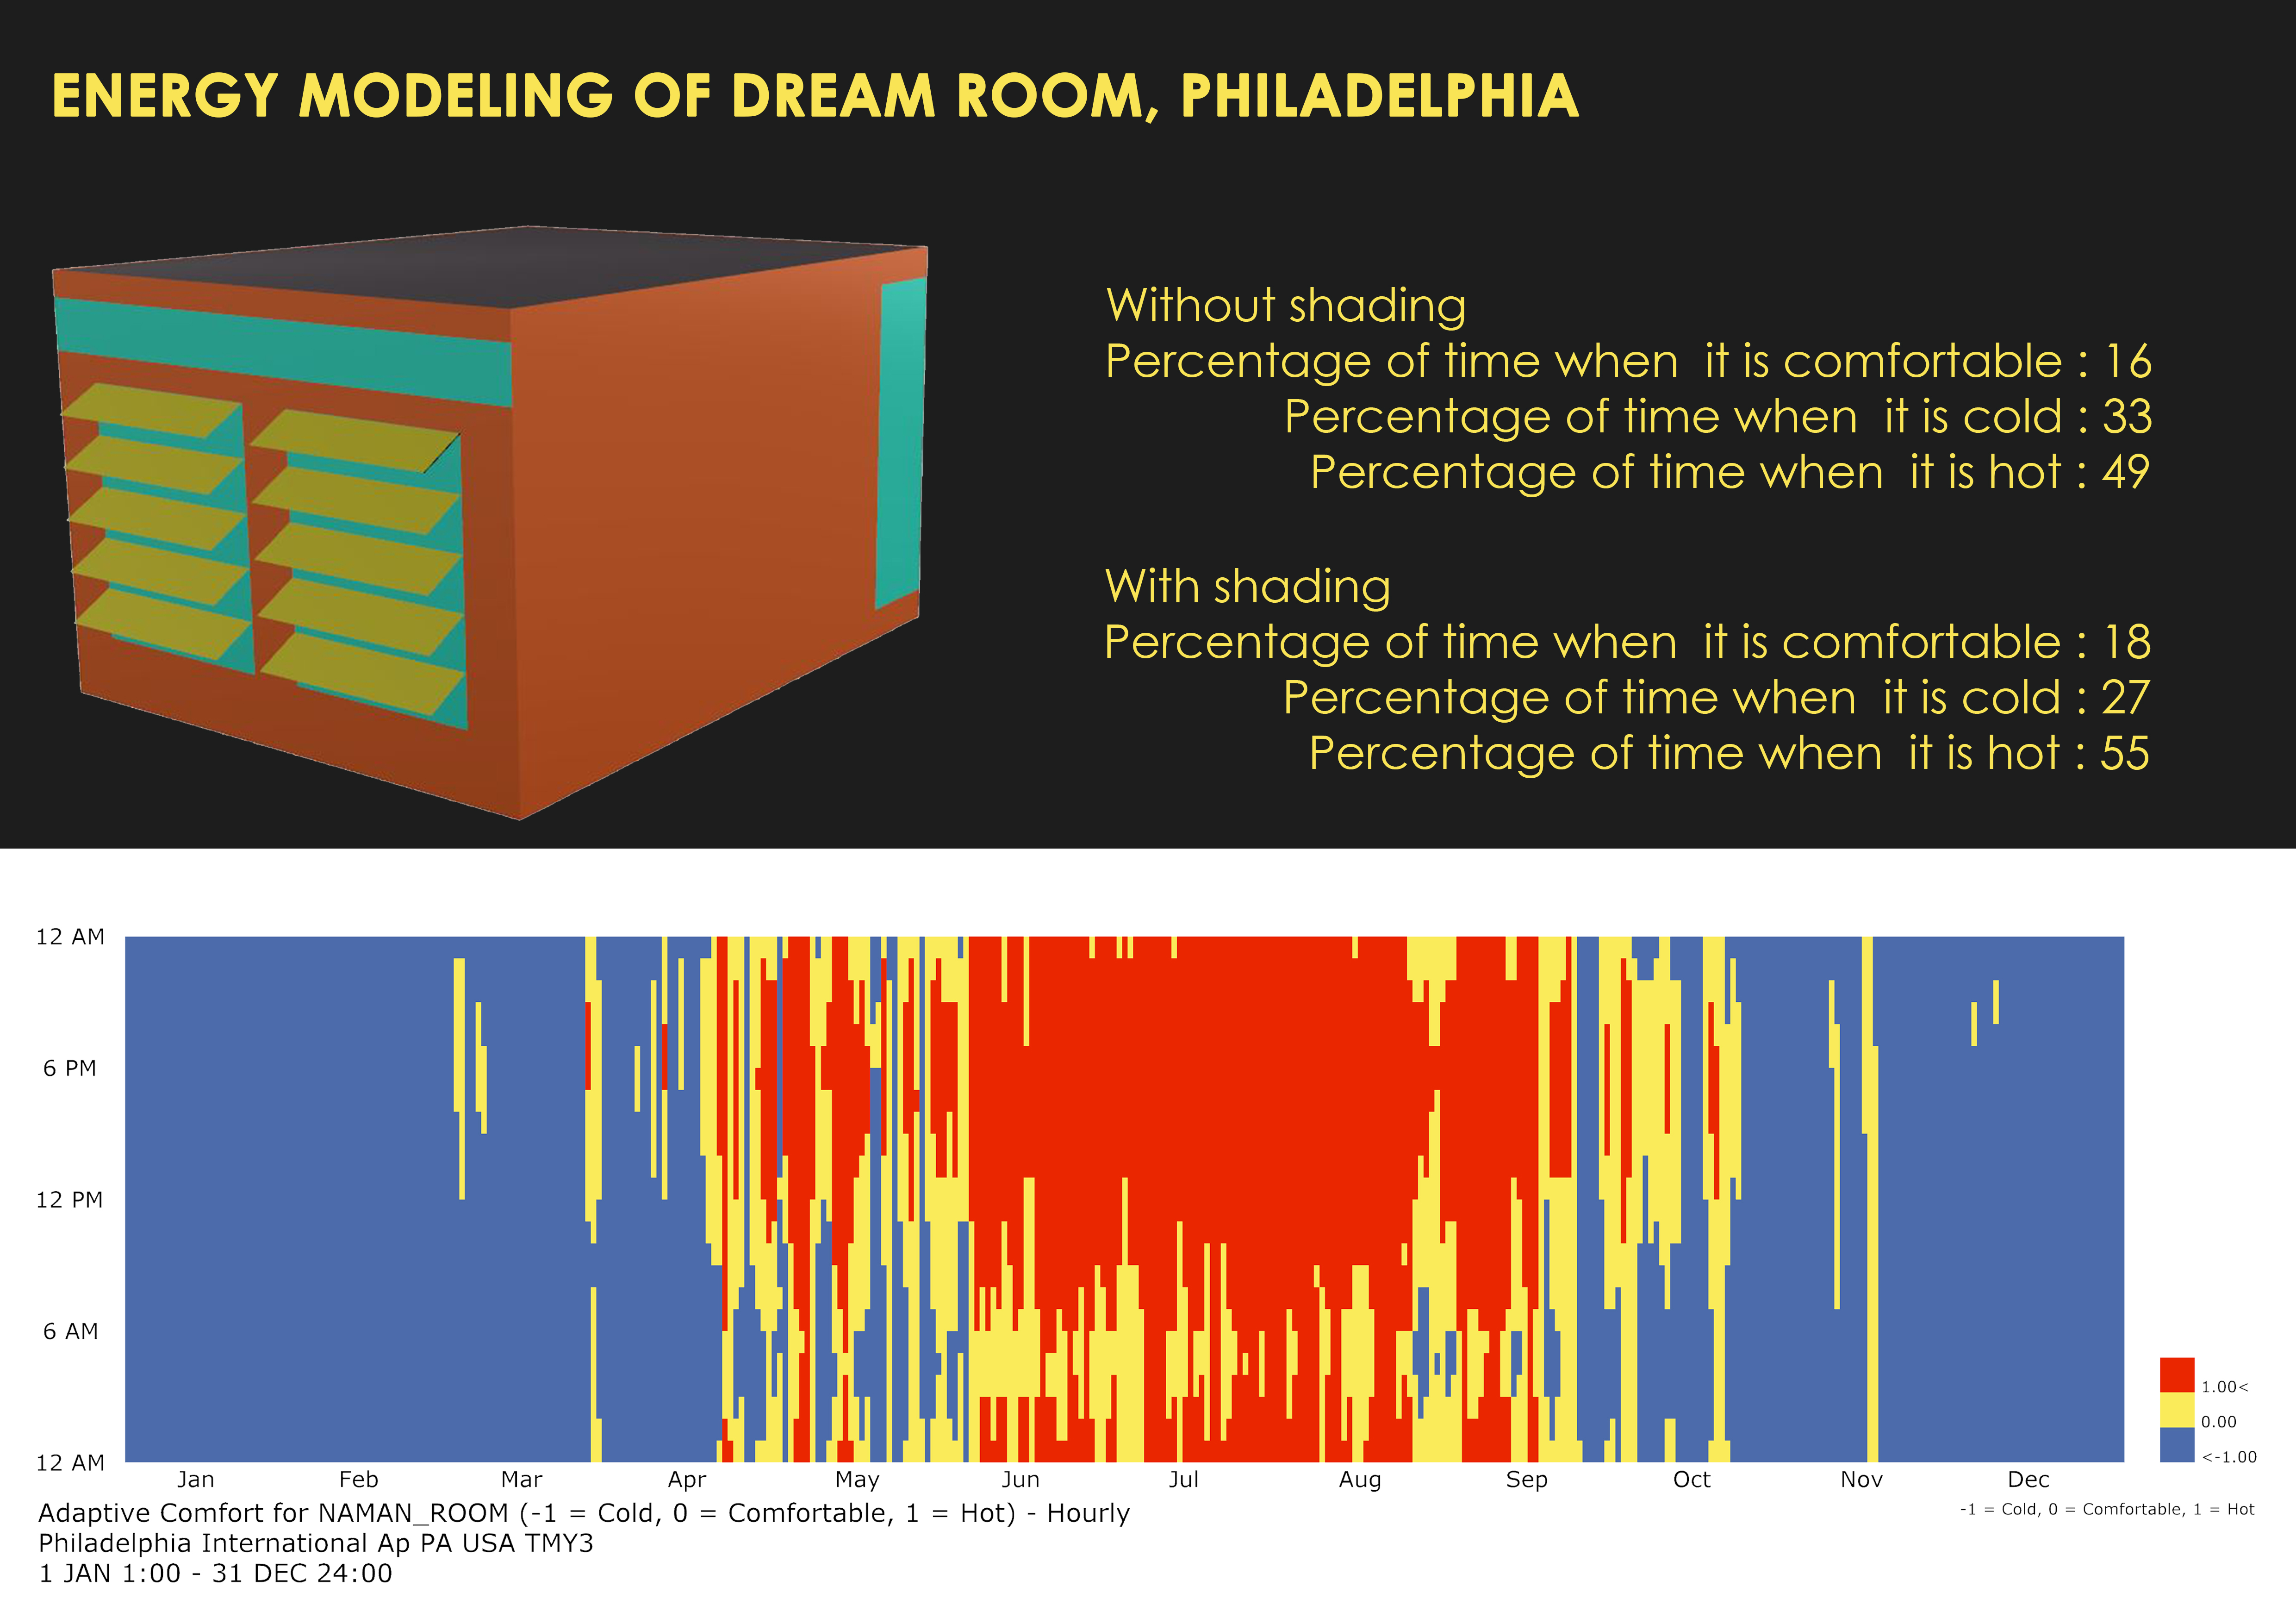 ENERGY MODELING OF DREAM ROOM, PHILADELPHIA
Without shading
Percentage of time when it is comfortable : 16
Percentage of time when it is cold : 33
Percentage of time when it is hot : 49
With shading
Percentage of time when it is comfortable : 18
Percentage of time when it is cold : 27
Percentage of time when it is hot : 55
12 AM
6 PM
12 PM
6 AM
12 AM
Jan Feb Mar Apr May Jun Jul Aug Sep Oct Nov Dec
1.00<
0.00
<-1.00
-1 = Cold, 0 = Comfortable, 1 = Hot
Adaptive Comfort for NAMAN_ROOM (-1 = Cold, 0 = Comfortable, 1 = Hot) - Hourly
Philadelphia International Ap PA USA TMY3
1 JAN 1:00 - 31 DEC 24:00